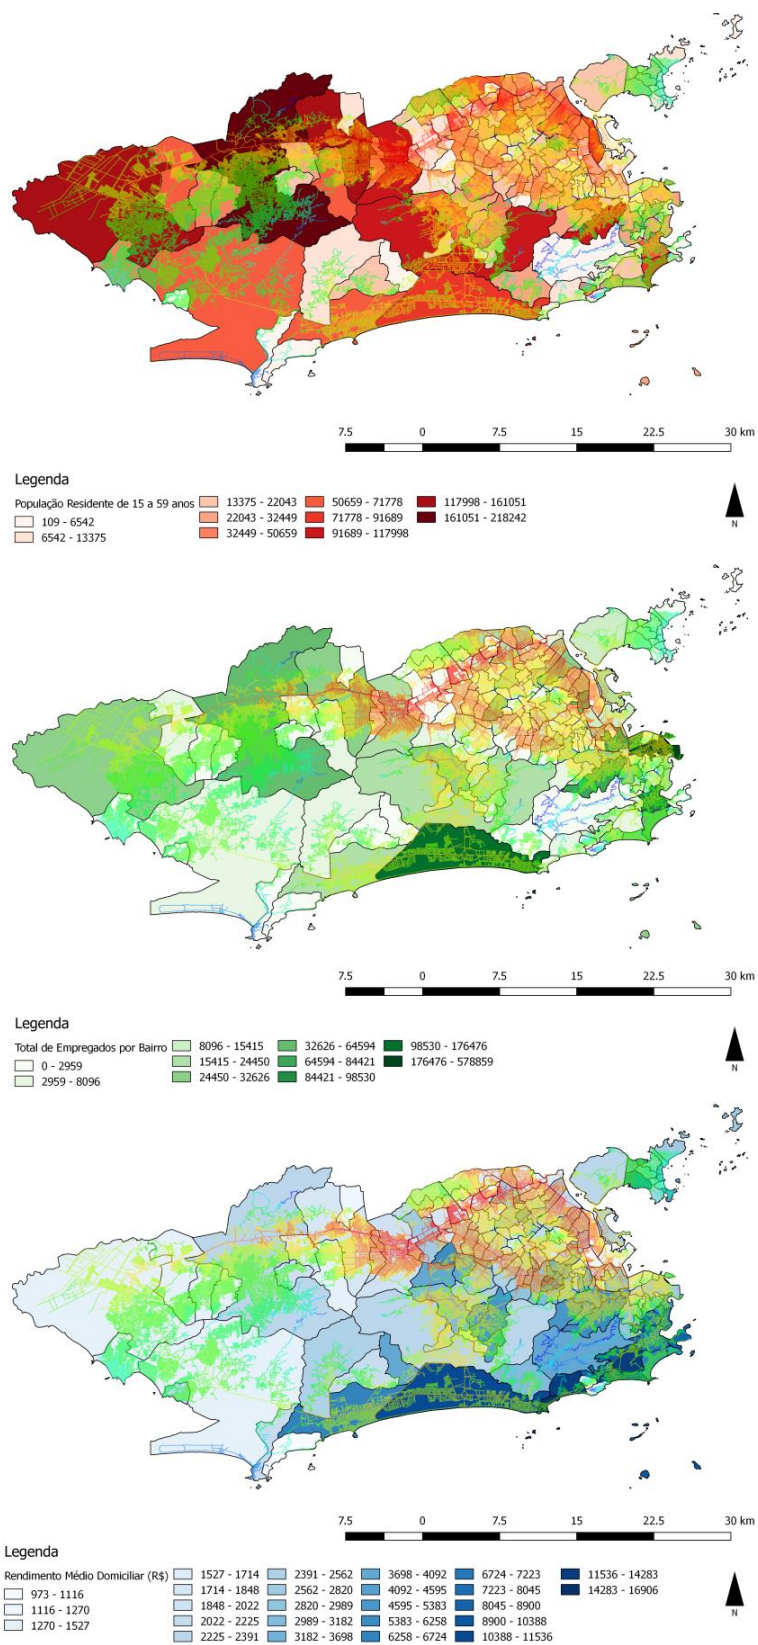 7.5 0 7.5 15 22.5 30 km
Legenda
População Residente de 15 a 59 anos
109 - 6542
6542 - 13375
13375 - 22043
22043 - 32449
32449 - 50659
50659 - 71778
71778 - 91689
91689 - 117998
117998 - 161051
161051 - 218242
N
7.5 0 7.5 15 22.5 30 km
Legenda
Total de Empregados por Bairro
0 - 2959
2959 - 8096
8096 - 15415
15415 - 24450
24450 - 32626
32626 - 64594
64594 - 84421
84421 - 98530
98530 - 176476
176476 - 578859
N
7.5 0 7.5 15 22.5 30 km
Legenda
Rendimento Médio Domiciliar (R$)
973 - 1116
1116 - 1270
1270 - 1527
1527 - 1714
1714 - 1848
1848 - 2022
2022 - 2225
2225 - 2391
2391 - 2562
2562 - 2820
2820 - 2989
2989 - 3182
3182 - 3698
3698 - 4092
4092 - 4595
4595 - 5383
5383 - 6258
6258 - 6724
6724 - 7223
7223 - 8045
8045 - 8900
8900 - 10388
10388 - 11536
11536 - 14283
14283 - 16906
N